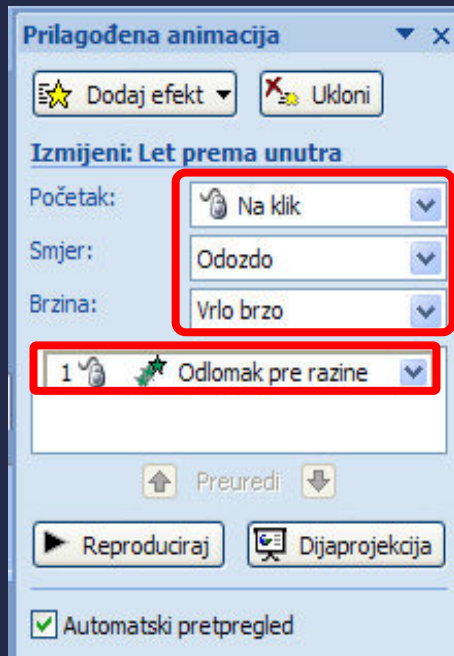 Prilagođena animacija
Dodaj efekt
Ukloni
Izmijeni: Let prema unutra
Početak: Na klik
Smjer: Odozdo
Brzina: Vrlo brzo
1 Odlomak pre razine
Preuredi
Reproduciraj
Dijaprojekcija
Automatski pretpregled